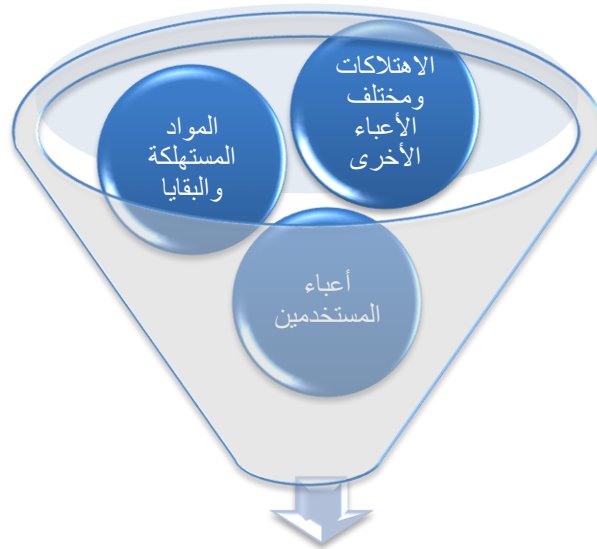 الاهتلاكات
ومختلف
الأعباء
الأخرى
المواد
المستهلكة
والبقايا
أعباء
المستخدمين